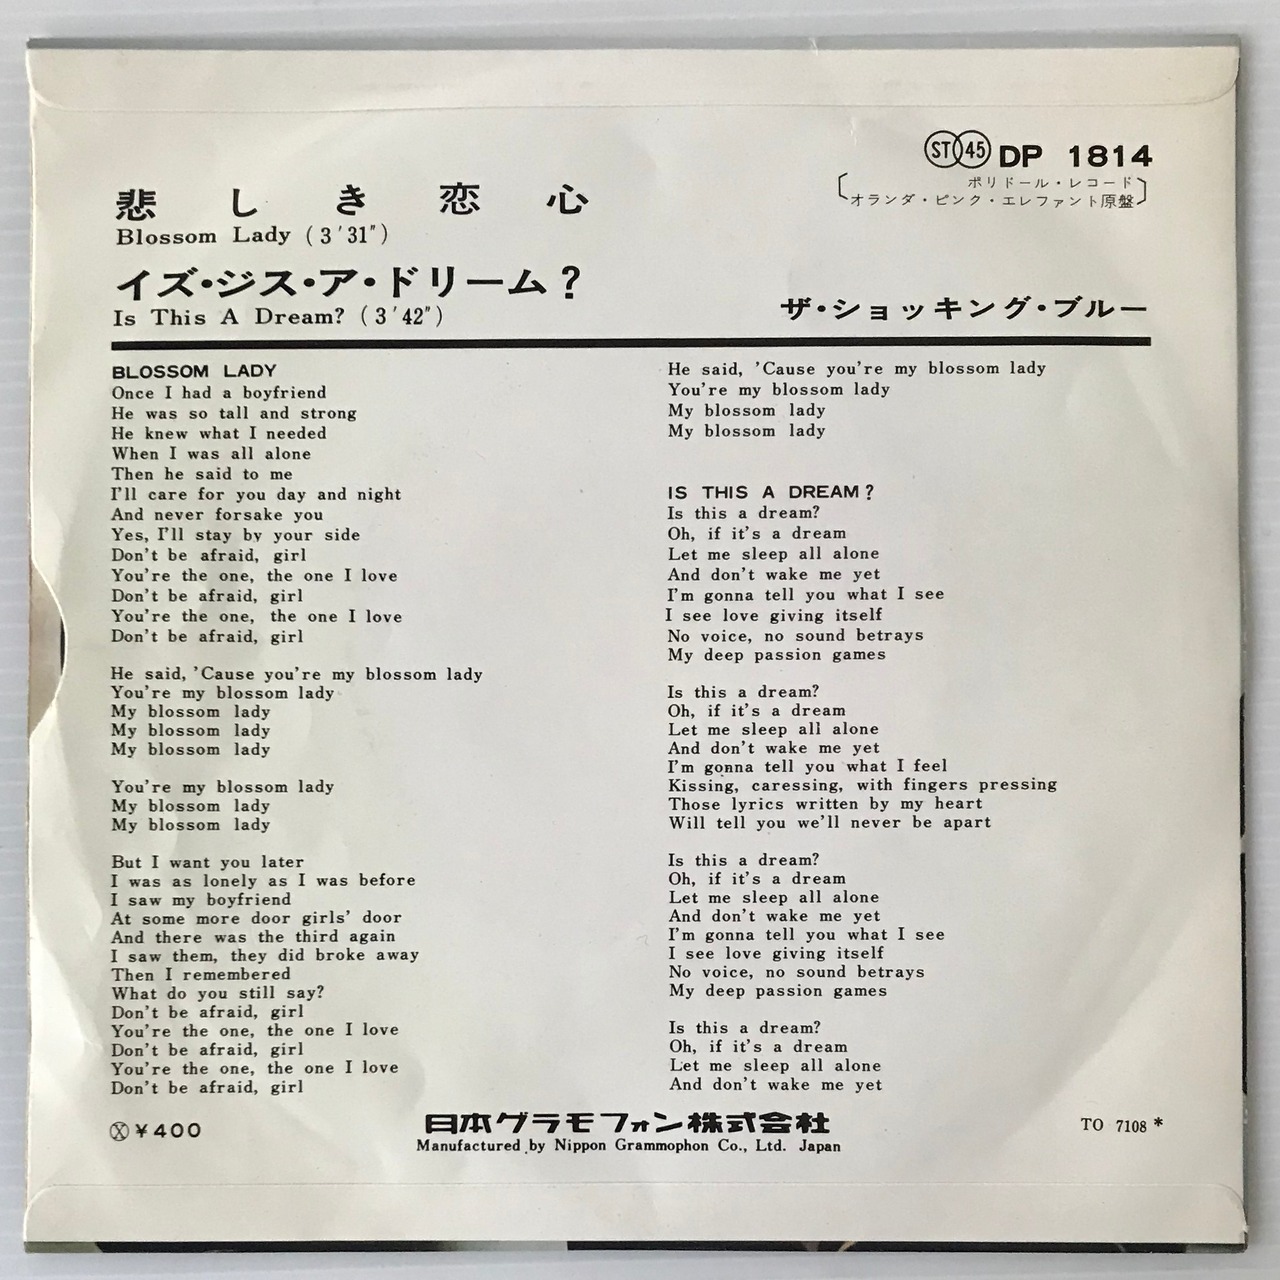 ST 45 DP 1814
ポリドール・レコード
オランダ・ピンク・エレファント原盤
悲しき恋心
Blossom Lady (3'31")
イズ・ジス・ア・ドリーム?
Is This A Dream? (3'42")
ザ・ショッキング・ブルー
BLOSSOM LADY
Once I had a boyfriend
He was so tall and strong
He knew what I needed
When I was all alone
Then he said to me
I'll care for you day and night
And never forsake you
Yes, I'll stay by your side
Don't be afraid, girl
You're the one, the one I love
Don't be afraid, girl
You're the one, the one I love
Don't be afraid, girl
He said, 'Cause you're my blossom lady
You're my blossom lady
My blossom lady
My blossom lady
My blossom lady
You're my blossom lady
My blossom lady
My blossom lady
But I want you later
I was as lonely as I was before
I saw my boyfriend
At some more door girls' door
And there was the third again
I saw them, they did broke away
Then I remembered
What do you still say?
Don't be afraid, girl
You're the one, the one I love
Don't be afraid, girl
You're the one, the one I love
Don't be afraid, girl
He said, 'Cause you're my blossom lady
You're my blossom lady
My blossom lady
My blossom lady
IS THIS A DREAM?
Is this a dream?
Oh, if it's a dream
Let me sleep all alone
And don't wake me yet
I'm gonna tell you what I see
I see love giving itself
No voice, no sound betrays
My deep passion games
Is this a dream?
Oh, if it's a dream
Let me sleep all alone
And don't wake me yet
I'm gonna tell you what I feel
Kissing, caressing, with fingers pressing
Those lyrics written by my heart
Will tell you we'll never be apart
Is this a dream?
Oh, if it's a dream
Let me sleep all alone
And don't wake me yet
I'm gonna tell you what I see
I see love giving itself
No voice, no sound betrays
My deep passion games
Is this a dream?
Oh, if it's a dream
Let me sleep all alone
And don't wake me yet
Ⓧ ¥400
日本グラモフォン株式会社
Manufactured by Nippon Grammophon Co., Ltd. Japan
TO 7108 *